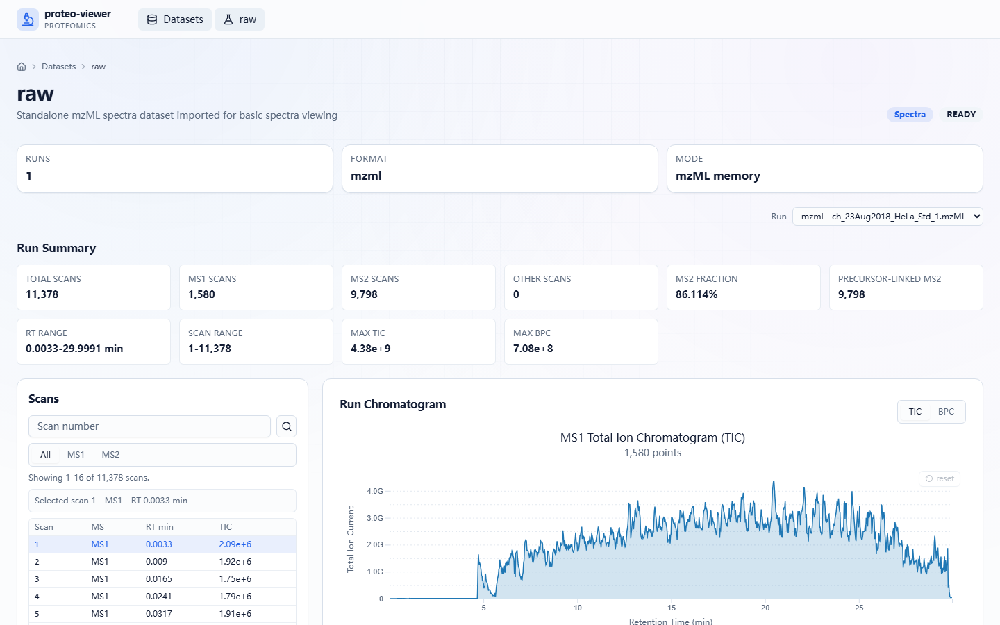 proteo-viewer
PROTEOMICS
Datasets
raw
Datasets > raw
raw
Standalone mzML spectra dataset imported for basic spectra viewing
Spectra
READY
RUNS
1
FORMAT
mzml
MODE
mzML memory
Run
mzml - ch_23Aug2018_HeLa_Std_1.mzML
Run Summary
TOTAL SCANS
11,378
MS1 SCANS
1,580
MS2 SCANS
9,798
OTHER SCANS
0
MS2 FRACTION
86.114%
PRECURSOR-LINKED MS2
9,798
RT RANGE
0.0033-29.9991 min
SCAN RANGE
1-11,378
MAX TIC
4.38e+9
MAX BPC
7.08e+8
Scans
Scan number
All MS1 MS2
Showing 1-16 of 11,378 scans.
Selected scan 1 - MS1 - RT 0.0033 min
Scan MS RT min TIC
1 MS1 0.0033 2.09e+6
2 MS1 0.009 1.92e+6
3 MS1 0.0165 1.75e+6
4 MS1 0.0241 1.79e+6
5 MS1 0.0317 1.91e+6
Run Chromatogram
TIC BPC
MS1 Total Ion Chromatogram (TIC)
1,580 points
reset
Total Ion Current
4.0G
3.0G
2.0G
1.0G
0
5 10 15 20 25
Retention Time (min)